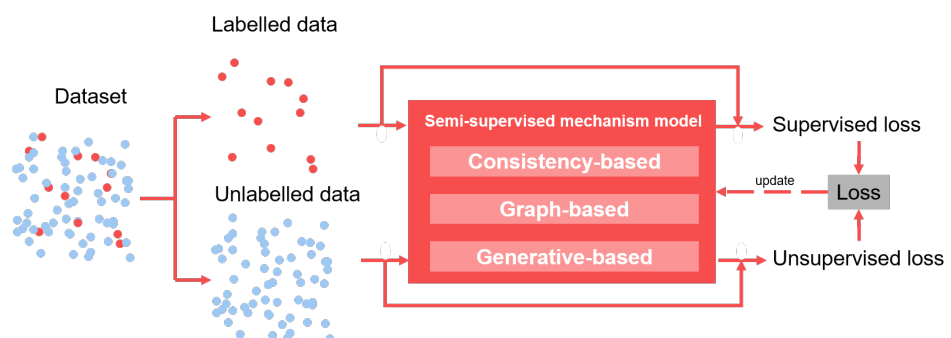 Labelled data
Dataset
Semi-supervised mechanism model
Supervised loss
Consistency-based
update
Loss
Unlabelled data
Graph-based
Generative-based
Unsupervised loss